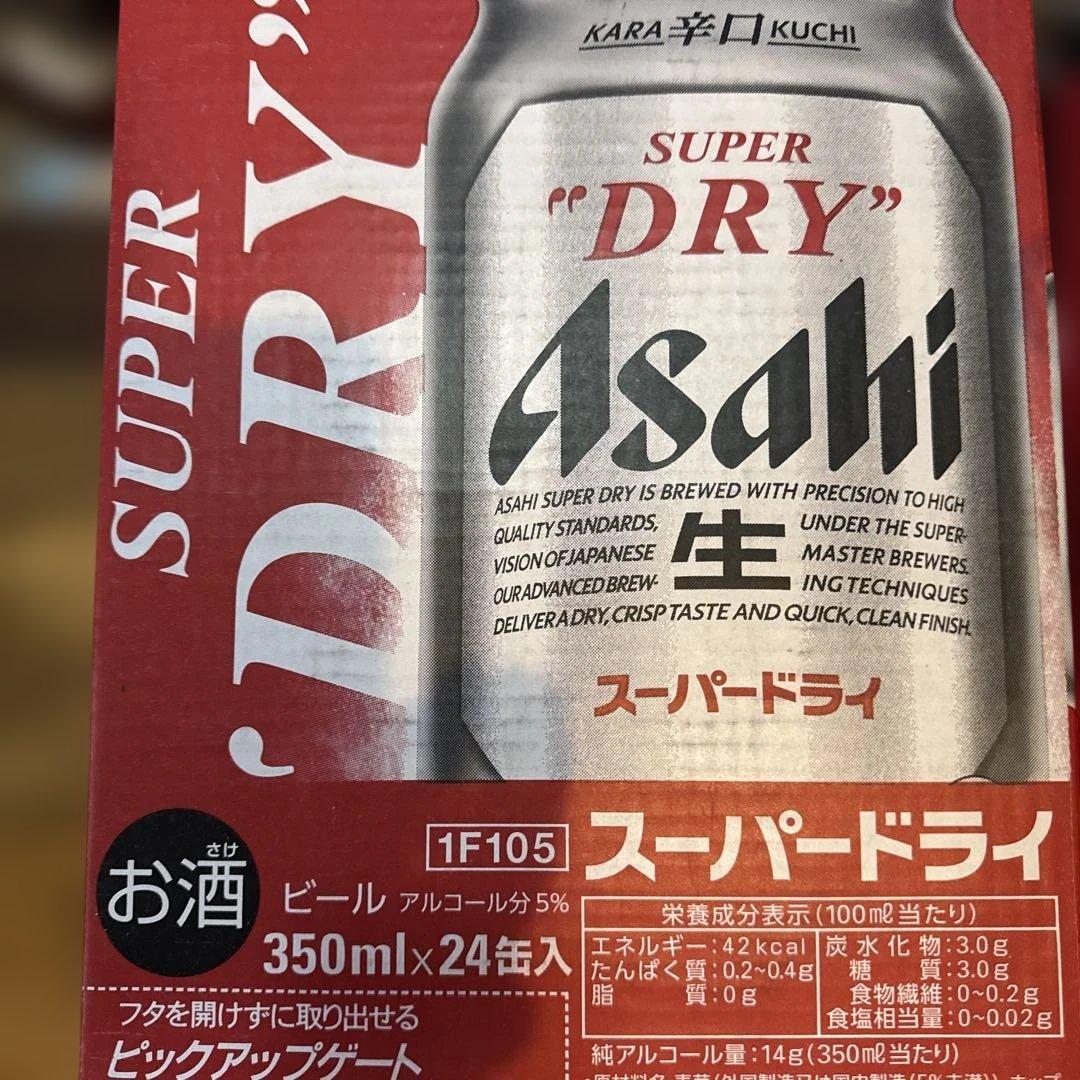 SUPER
"DRY"
KARA 辛口 KUCHI
SUPER
"DRY"
Asahi
ASAHI SUPER DRY IS BREWED WITH PRECISION TO HIGH
QUALITY STANDARDS, UNDER THE SUPER-
VISION OF JAPANESE MASTER BREWERS.
生
OUR ADVANCED BREW- ING TECHNIQUES
DELIVER A DRY, CRISP TASTE AND QUICK, CLEAN FINISH.
スーパードライ
お酒
さけ
1F105
スーパードライ
ビール アルコール分5%
350ml×24缶入
栄養成分表示(100ml当たり)
エネルギー:42kcal
たんぱく質:0.2~0.4g
脂質:0g
炭水化物:3.0g
糖質:3.0g
食物繊維:0~0.2g
食塩相当量:0~0.02g
純アルコール量:14g(350ml当たり)
フタを開けずに取り出せる
ピックアップゲート